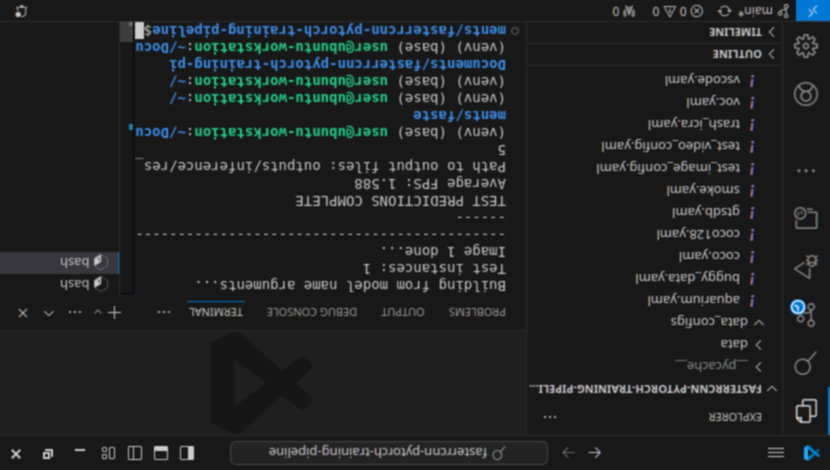 fasterrcnn-pytorch-training-pipeline
EXPLORER
FASTERRCNN-PYTORCH-TRAINING-PIPELI...
__pycache__
data
data_configs
aquarium.yaml
buggy_data.yaml
coco.yaml
coco128.yaml
gtsdb.yaml
smoke.yaml
test_image_config.yaml
test_video_config.yaml
trash_icra.yaml
voc.yaml
vscode.yaml
OUTLINE
TIMELINE
PROBLEMS OUTPUT DEBUG CONSOLE TERMINAL
Building from model name arguments...
Test instances: 1
Image 1 done...
--------------------------------------------
------
TEST PREDICTIONS COMPLETE
Average FPS: 1.588
Path to output files: outputs/inference/res_
5
(venv) (base) user@ubuntu-workstation:~/Docu
ments/faste
(venv) (base) user@ubuntu-workstation:~/
(venv) (base) user@ubuntu-workstation:~/
Documents/fasterrcnn-pytorch-training-pi
(venv) (base) user@ubuntu-workstation:~/Docu
ments/fasterrcnn-pytorch-training-pipeline$
bash
bash
main* 0 0 0